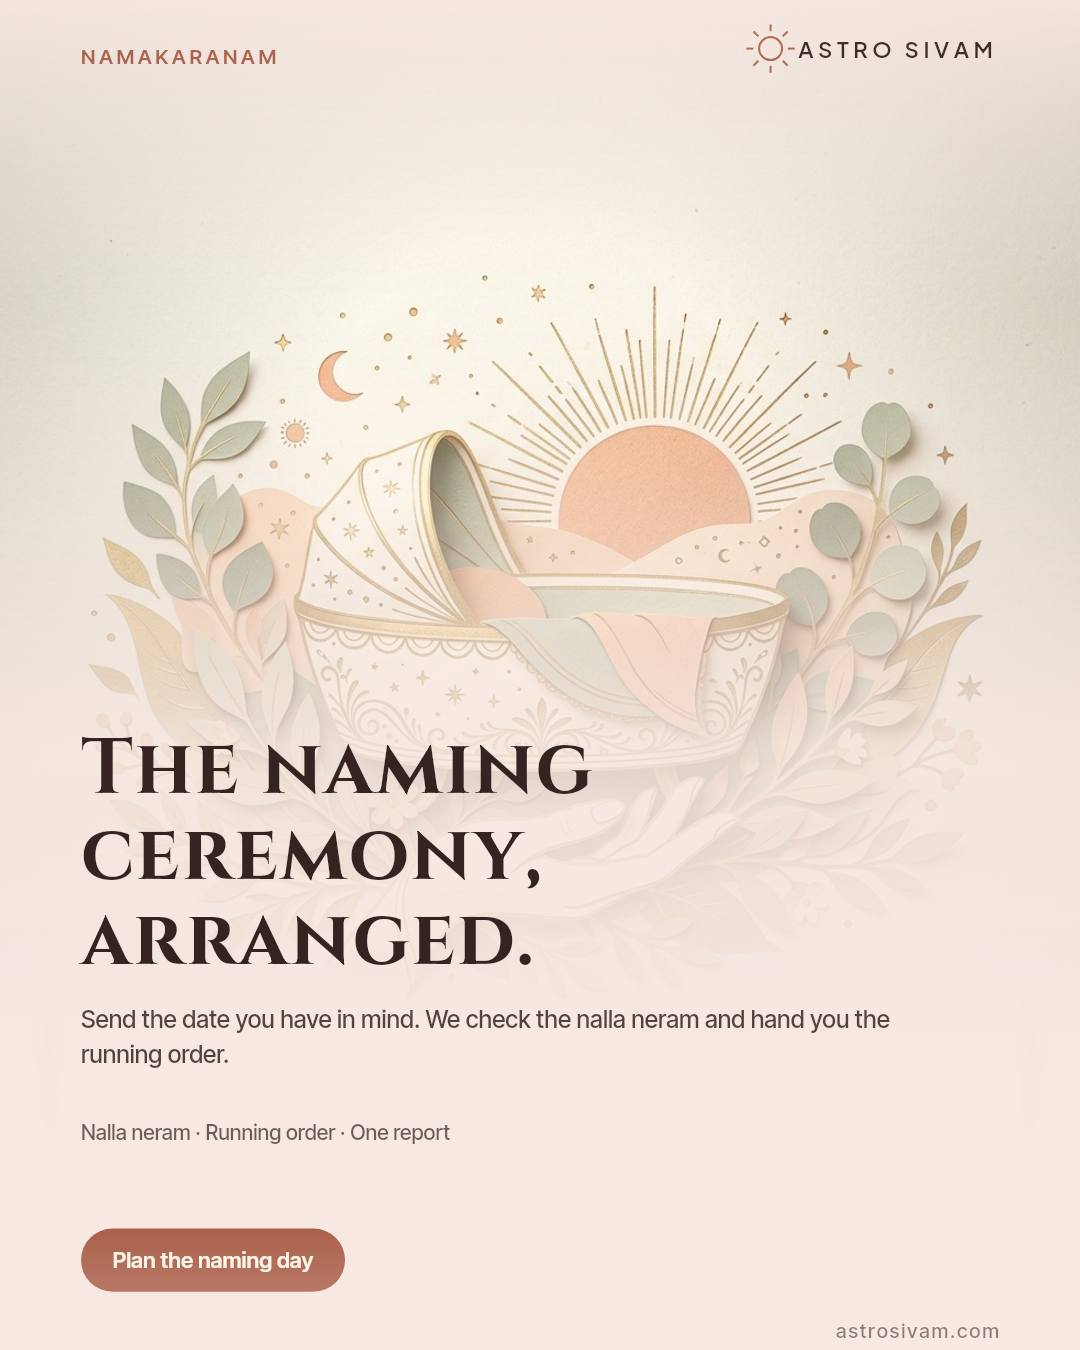 NAMAKARANAM
ASTRO SIVAM
THE NAMING
CEREMONY,
ARRANGED.
Send the date you have in mind. We check the nalla neram and hand you the
running order.
Nalla neram · Running order · One report
Plan the naming day
astrosivam.com